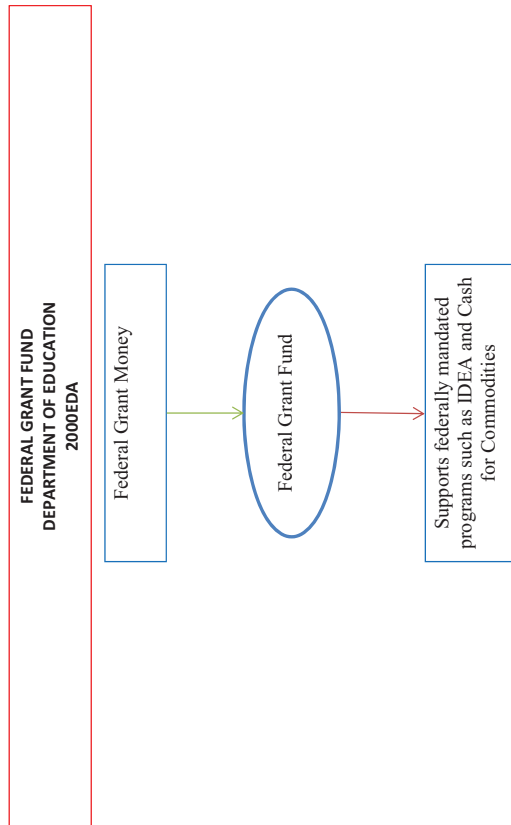 FEDERAL GRANT FUND
DEPARTMENT OF EDUCATION
2000EDA
Federal Grant Money
Federal Grant Fund
Supports federally mandated
programs such as IDEA and Cash
for Commodities